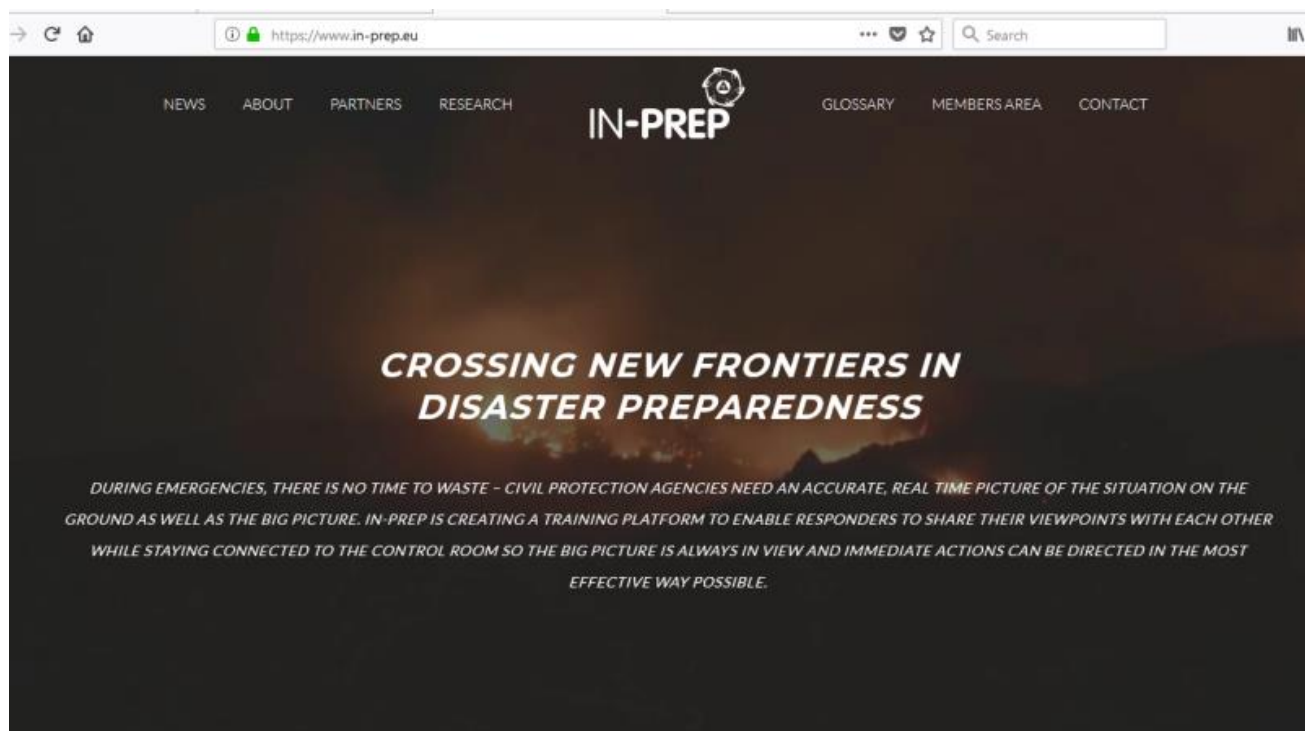 https://www.in-prep.eu
Search
NEWS ABOUT PARTNERS RESEARCH IN-PREP GLOSSARY MEMBERS AREA CONTACT
CROSSING NEW FRONTIERS IN
DISASTER PREPAREDNESS
DURING EMERGENCIES, THERE IS NO TIME TO WASTE – CIVIL PROTECTION AGENCIES NEED AN ACCURATE, REAL TIME PICTURE OF THE SITUATION ON THE
GROUND AS WELL AS THE BIG PICTURE. IN-PREP IS CREATING A TRAINING PLATFORM TO ENABLE RESPONDERS TO SHARE THEIR VIEWPOINTS WITH EACH OTHER
WHILE STAYING CONNECTED TO THE CONTROL ROOM SO THE BIG PICTURE IS ALWAYS IN VIEW AND IMMEDIATE ACTIONS CAN BE DIRECTED IN THE MOST
EFFECTIVE WAY POSSIBLE.